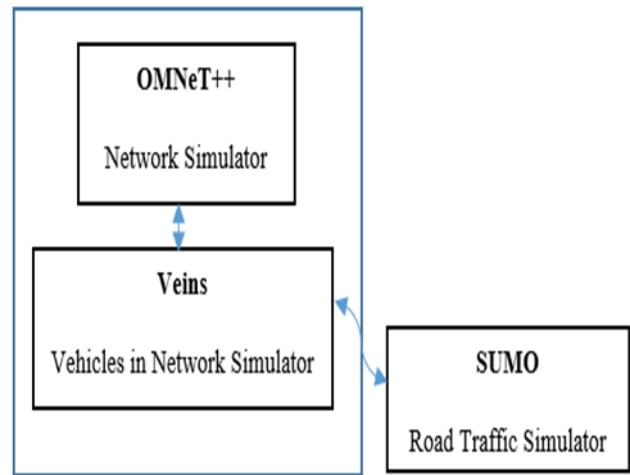 OMNeT++
Network Simulator
Veins
Vehicles in Network Simulator
SUMO
Road Traffic Simulator